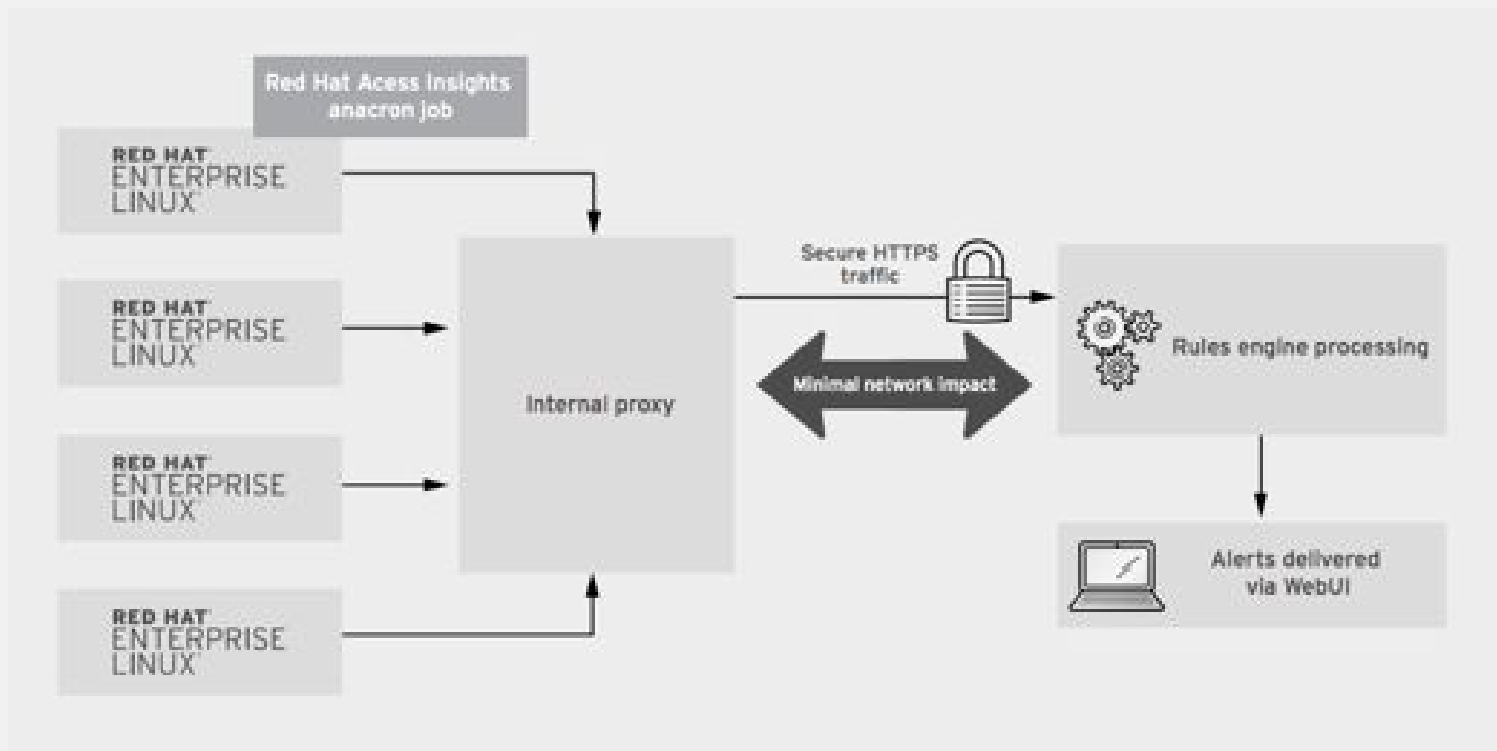 Red Hat Acess Insights
anacron job
RED HAT
ENTERPRISE
LINUX
RED HAT
ENTERPRISE
LINUX
RED HAT
ENTERPRISE
LINUX
RED HAT
ENTERPRISE
LINUX
Internal proxy
Secure HTTPS
traffic
Minimal network impact
Rules engine processing
Alerts delivered
via WebUI